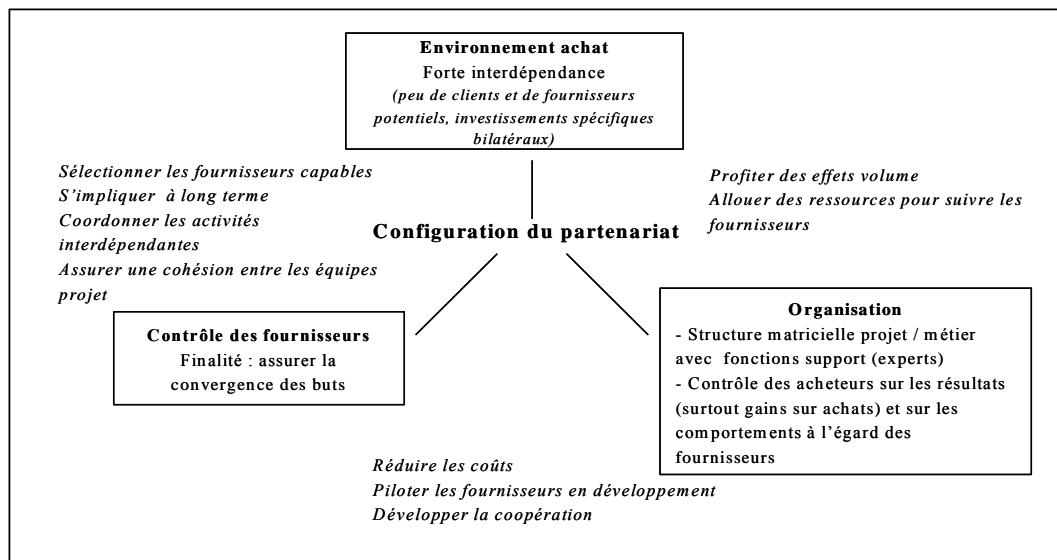 Environnement achat
Forte interdépendance
(peu de clients et de fournisseurs
potentiels, investissements spécifiques
bilatéraux)
Sélectionner les fournisseurs capables
S'impliquer à long terme
Coordonner les activités
interdépendantes
Assurer une cohésion entre les équipes
projet
Profiter des effets volume
Allouer des ressources pour suivre les
fournisseurs
Configuration du partenariat
Contrôle des fournisseurs
Finalité : assurer la
convergence des buts
Organisation
- Structure matricielle projet / métier
avec fonctions support (experts)
- Contrôle des acheteurs sur les résultats
(surtout gains sur achats) et sur les
comportements à l'égard des
fournisseurs
Réduire les coûts
Piloter les fournisseurs en développement
Développer la coopération